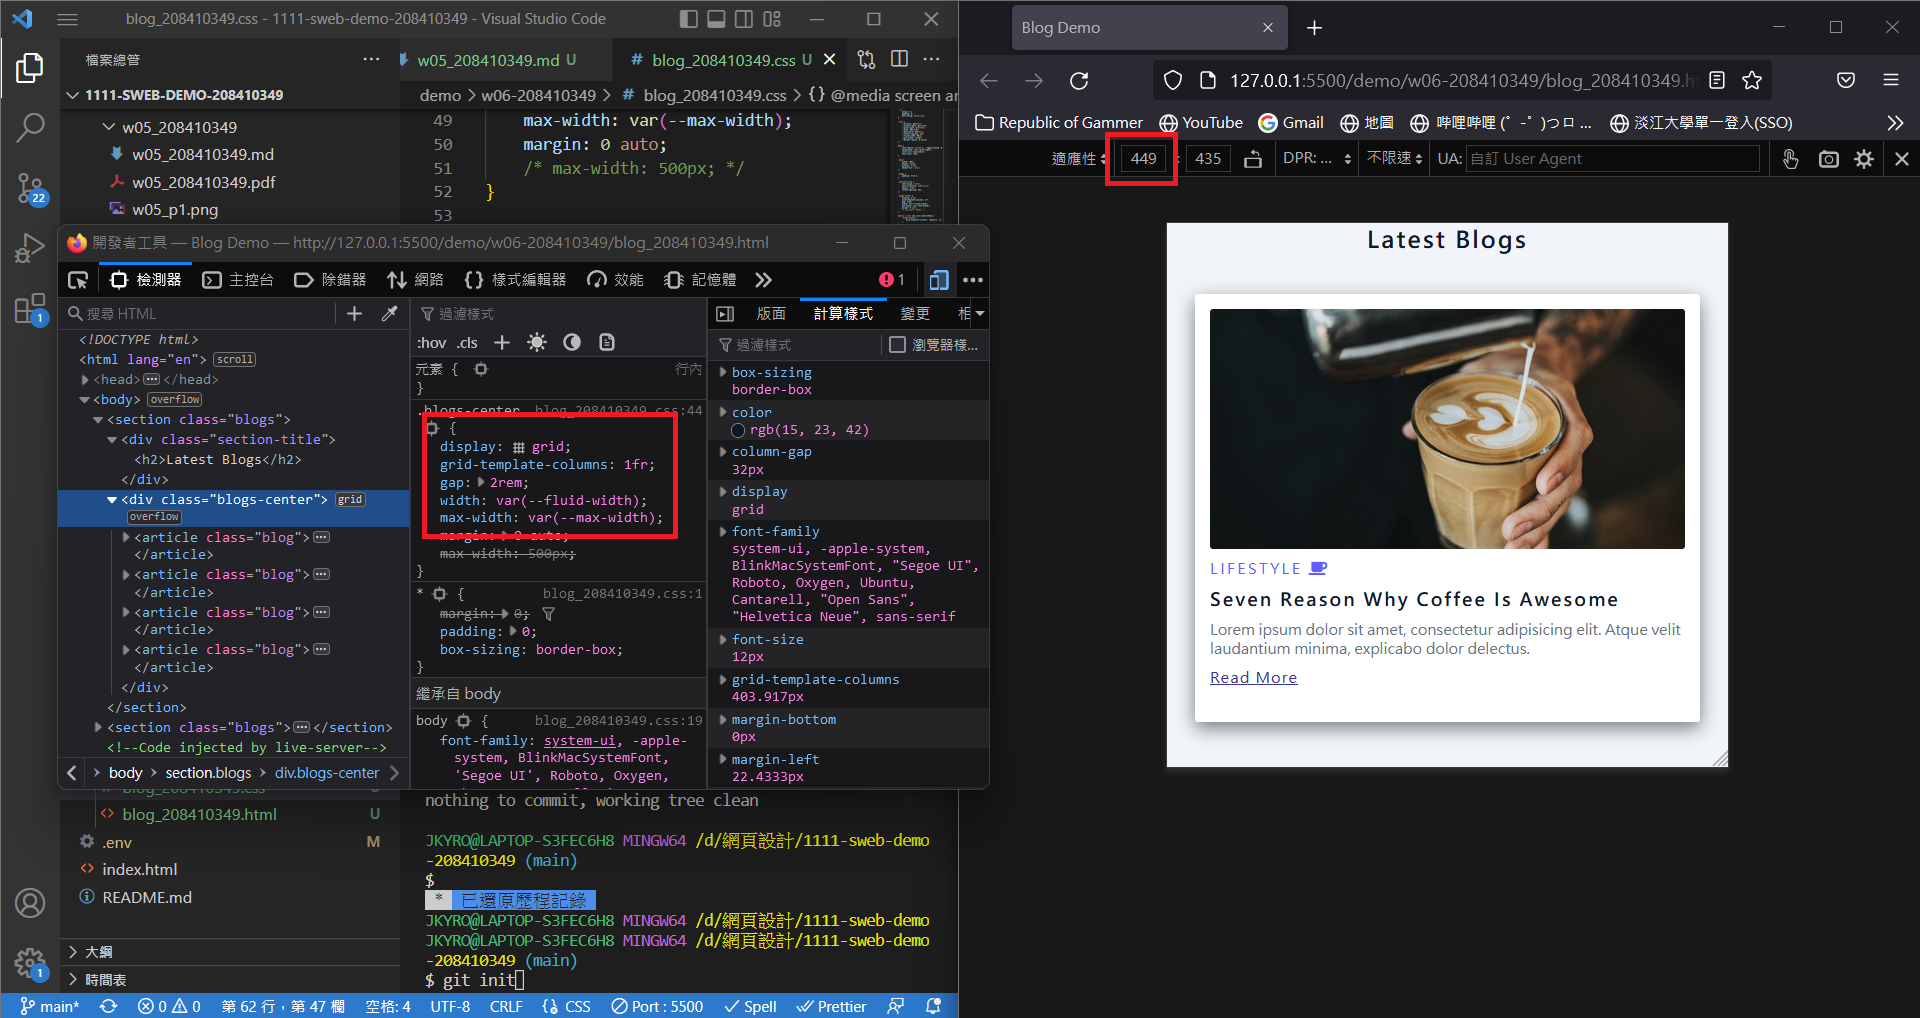 blog_208410349.css - 1111-sweb-demo-208410349 - Visual Studio Code
檔案總管
w05_208410349.md U
# blog_208410349.css U
1111-SWEB-DEMO-208410349
demo > w06-208410349 > # blog_208410349.css > {} @media screen an
w05_208410349
w05_208410349.md
w05_208410349.pdf
w05_p1.png
22
1
49 max-width: var(--max-width);
50 margin: 0 auto;
51 /* max-width: 500px; */
52 }
53
開發者工具 — Blog Demo — http://127.0.0.1:5500/demo/w06-208410349/blog_208410349.html
檢測器
主控台
除錯器
網路
樣式編輯器
效能
記憶體
1
搜尋 HTML
<!DOCTYPE html>
<html lang="en"> scroll
<head> </head>
<body> overflow
<section class="blogs">
<div class="section-title">
<h2>Latest Blogs</h2>
</div>
<div class="blogs-center"> grid
overflow
<article class="blog">
</article>
<article class="blog">
</article>
<article class="blog">
</article>
<article class="blog">
</article>
</div>
</section>
<section class="blogs"> </section>
<!--Code injected by live-server-->
body > section.blogs > div.blogs-center
過濾樣式
:hov .cls
元素 { 行內
}
.blogs-center blog_208410349.css:44
{
display: grid;
grid-template-columns: 1fr;
gap: 2rem;
width: var(--fluid-width);
max-width: var(--max-width);
margin: 0 auto;
max-width: 500px;
}
* { blog_208410349.css:1
margin: 0;
padding: 0;
box-sizing: border-box;
}
繼承自 body
body { blog_208410349.css:19
font-family: system-ui, -apple-
system, BlinkMacSystemFont,
'Segoe UI', Roboto, Oxygen,
版面
計算樣式
變更
相
過濾樣式
瀏覽器樣...
box-sizing
border-box
color
rgb(15, 23, 42)
column-gap
32px
display
grid
font-family
system-ui, -apple-system,
BlinkMacSystemFont, "Segoe UI",
Roboto, Oxygen, Ubuntu,
Cantarell, "Open Sans",
"Helvetica Neue", sans-serif
font-size
12px
grid-template-columns
403.917px
margin-bottom
0px
margin-left
22.4333px
blog_208410349.css U
blog_208410349.html U
.env M
index.html
README.md
大綱
時間表
1
nothing to commit, working tree clean
JKYRO@LAPTOP-S3FEC6H8 MINGW64 /d/網頁設計/1111-sweb-demo
-208410349 (main)
$
* 已還原歷程記錄
JKYRO@LAPTOP-S3FEC6H8 MINGW64 /d/網頁設計/1111-sweb-demo
JKYRO@LAPTOP-S3FEC6H8 MINGW64 /d/網頁設計/1111-sweb-demo
-208410349 (main)
$ git init
main* 0 0 第 62 行，第 47 欄 空格: 4 UTF-8 CRLF {} CSS Port : 5500 Spell Prettier
Blog Demo
127.0.0.1:5500/demo/w06-208410349/blog_208410349.h
Republic of Gammer
YouTube
Gmail
地圖
嗶哩嗶哩 (゜-゜)つロ ...
淡江大學單一登入(SSO)
適應性 449 435 DPR: ... 不限速 UA: 自訂 User Agent
Latest Blogs
LIFESTYLE
Seven Reason Why Coffee Is Awesome
Lorem ipsum dolor sit amet, consectetur adipisicing elit. Atque velit
laudantium minima, explicabo dolor delectus.
Read More